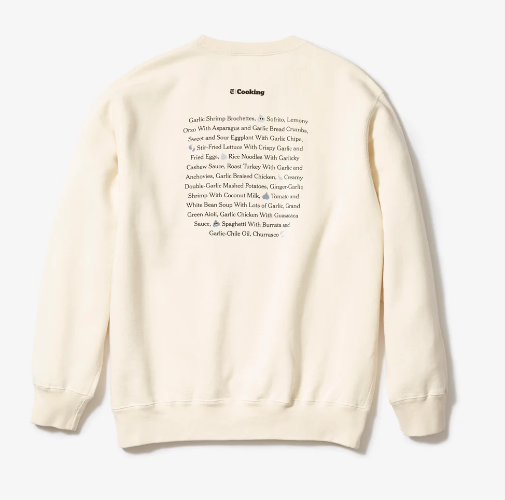 Cooking
Garlic Shrimp Brochettes, Sofrito, Lemony
Orzo With Asparagus and Garlic Bread Crumbs,
Sweet and Sour Eggplant With Garlic Chips,
Stir-Fried Lettuce With Crispy Garlic and
Fried Eggs, Rice Noodles With Garlicky
Cashew Sauce, Roast Turkey With Garlic and
Anchovies, Garlic Braised Chicken, Creamy
Double-Garlic Mashed Potatoes, Ginger-Garlic
Shrimp With Coconut Milk, Tomato and
White Bean Soup With Lots of Garlic, Grand
Green Aioli, Garlic Chicken With Guasacaca
Sauce, Spaghetti With Burrata and
Garlic-Chile Oil, Churrasco